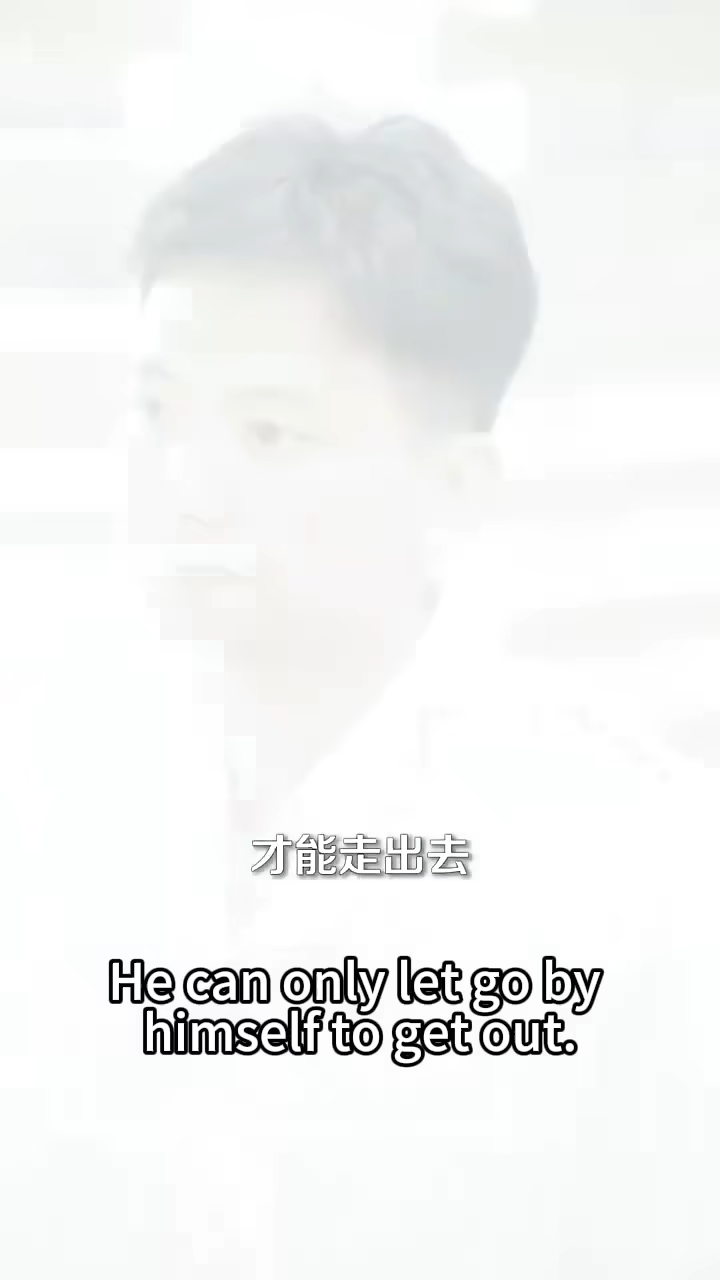 才能走出去
He can only let go by
himself to get out.